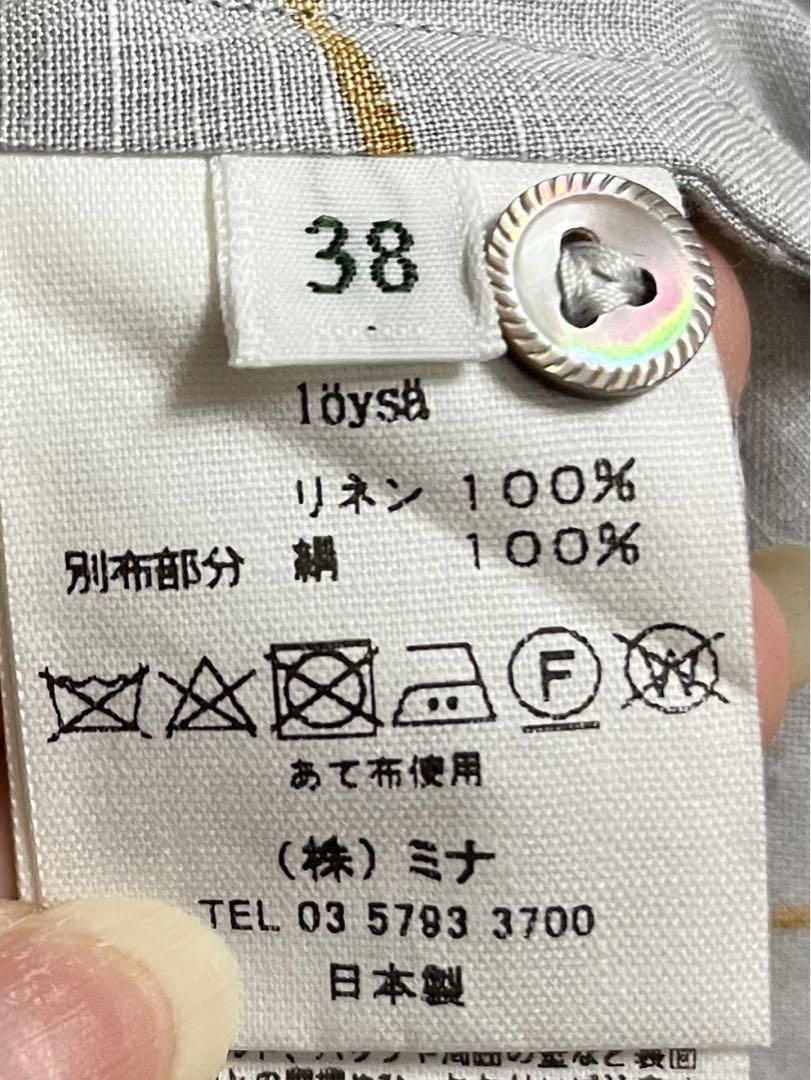 38
löysä
リネン 100%
別布部分 絹 100%
F
W
あて布使用
(株)ミナ
TEL 03 5793 3700
日本製